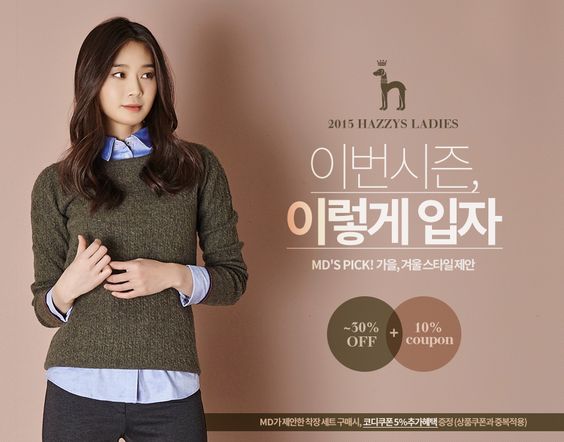 2015 HAZZYS LADIES
이번시즌,
이렇게 입자
MD'S PICK! 가을, 겨울 스타일 제안
~30%
OFF
+
10%
coupon
MD가 제안한 착장 세트 구매시, 코디쿠폰 5% 추가혜택 증정 (상품쿠폰과 중복적용)